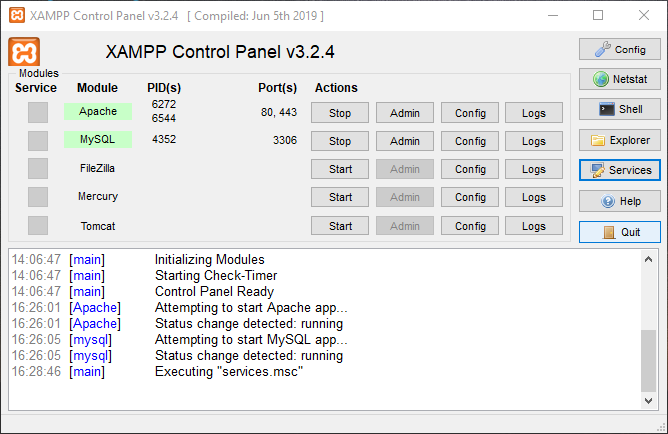 XAMPP Control Panel v3.2.4   [ Compiled: Jun 5th 2019 ]
XAMPP Control Panel v3.2.4
Config
Modules
Service Module PID(s) Port(s) Actions
Netstat
Apache 6272 6544 80, 443 Stop Admin Config Logs
Shell
MySQL 4352 3306 Stop Admin Config Logs
Explorer
FileZilla Start Admin Config Logs
Services
Mercury Start Admin Config Logs
Help
Tomcat Start Admin Config Logs
Quit
14:06:47 [main] Initializing Modules
14:06:47 [main] Starting Check-Timer
14:06:47 [main] Control Panel Ready
16:26:01 [Apache] Attempting to start Apache app...
16:26:01 [Apache] Status change detected: running
16:26:05 [mysql] Attempting to start MySQL app...
16:26:05 [mysql] Status change detected: running
16:28:46 [main] Executing "services.msc"